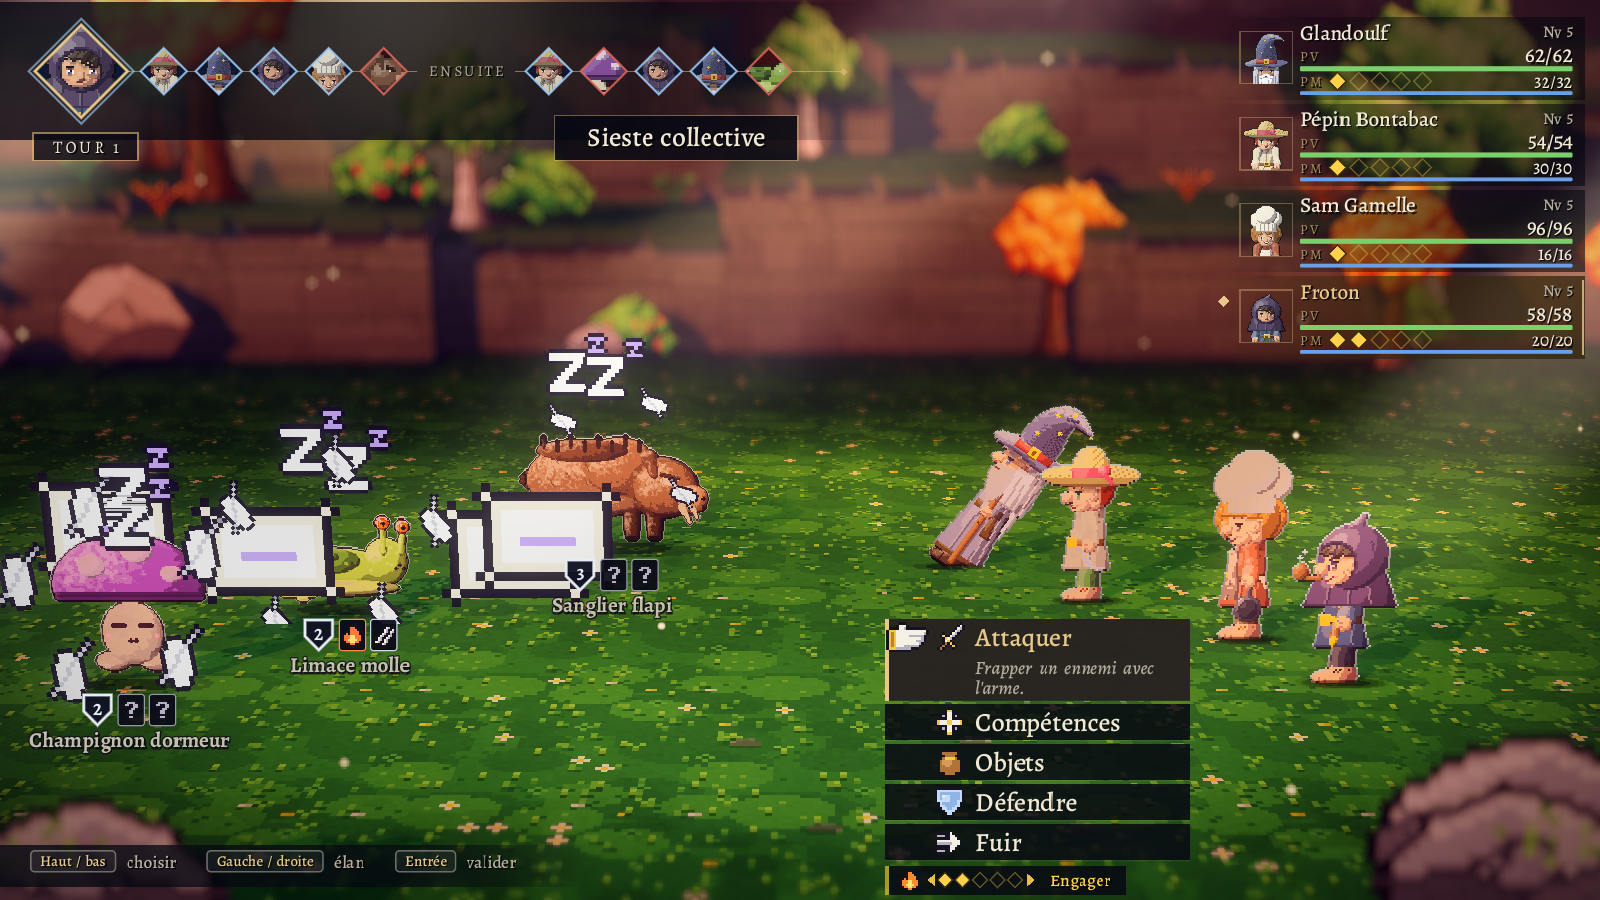 ENSUITE
TOUR 1
Sieste collective
Glandoulf Nv 5
PV 62/62
PM 32/32
Pépin Bontabac Nv 5
PV 54/54
PM 30/30
Sam Gamelle Nv 5
PV 96/96
PM 16/16
Froton Nv 5
PV 58/58
PM 20/20
Z Z Z Z
Z Z Z Z
Z Z Z Z
3 ? ?
Sanglier flapi
2
Limace molle
2 ? ?
Champignon dormeur
Attaquer
Frapper un ennemi avec
l'arme.
Compétences
Objets
Défendre
Fuir
Engager
Haut / bas choisir Gauche / droite élan Entrée valider